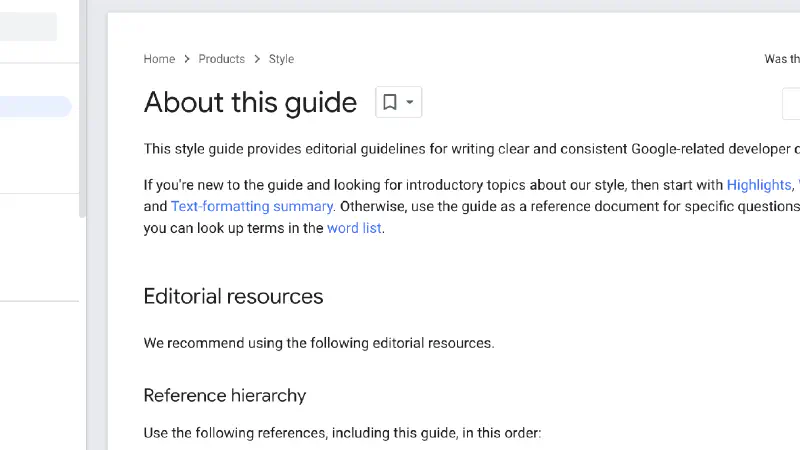 Home > Products > Style
Was th
About this guide
This style guide provides editorial guidelines for writing clear and consistent Google-related developer
If you're new to the guide and looking for introductory topics about our style, then start with Highlights,
and Text-formatting summary. Otherwise, use the guide as a reference document for specific questions
you can look up terms in the word list.
Editorial resources
We recommend using the following editorial resources.
Reference hierarchy
Use the following references, including this guide, in this order: